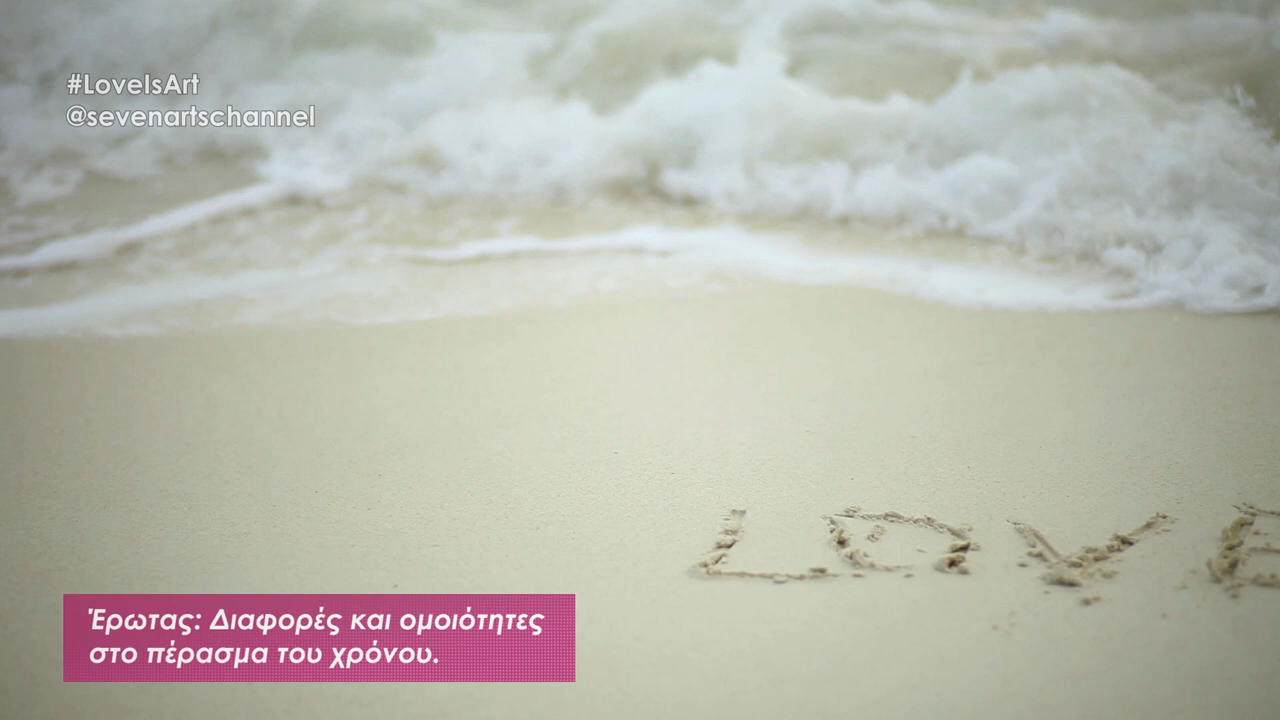 #LoveIsArt
@sevenartschannel
LOVE
Έρωτας: Διαφορές και ομοιότητες
στο πέρασμα του χρόνου.